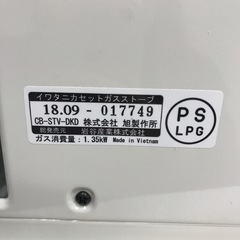 イワタニカセットガスストーブ
18.09 - 017749
CB-STV-DKD 株式会社 旭製作所
総発売元 岩谷産業株式会社
ガス消費量：1.35kW Made in Vietnam
PS
LPG